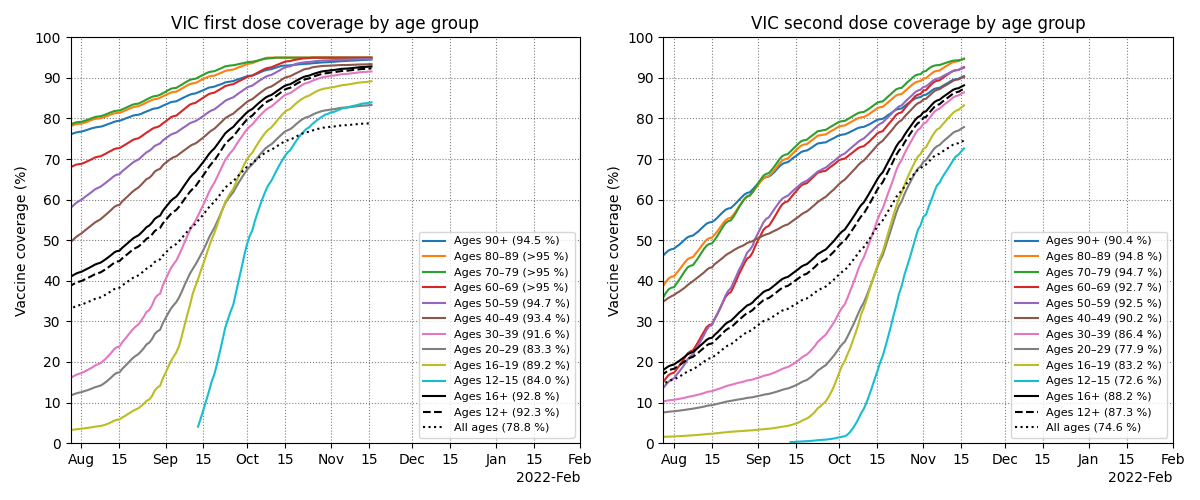 VIC first dose coverage by age group
Vaccine coverage (%)
100
90
80
70
60
50
40
30
20
10
0
Aug 15 Sep 15 Oct 15 Nov 15 Dec 15 Jan 15 Feb
2022-Feb
Ages 90+ (94.5 %)
Ages 80–89 (>95 %)
Ages 70–79 (>95 %)
Ages 60–69 (>95 %)
Ages 50–59 (94.7 %)
Ages 40–49 (93.4 %)
Ages 30–39 (91.6 %)
Ages 20–29 (83.3 %)
Ages 16–19 (89.2 %)
Ages 12–15 (84.0 %)
Ages 16+ (92.8 %)
Ages 12+ (92.3 %)
All ages (78.8 %)
VIC second dose coverage by age group
Vaccine coverage (%)
100
90
80
70
60
50
40
30
20
10
0
Aug 15 Sep 15 Oct 15 Nov 15 Dec 15 Jan 15 Feb
2022-Feb
Ages 90+ (90.4 %)
Ages 80–89 (94.8 %)
Ages 70–79 (94.7 %)
Ages 60–69 (92.7 %)
Ages 50–59 (92.5 %)
Ages 40–49 (90.2 %)
Ages 30–39 (86.4 %)
Ages 20–29 (77.9 %)
Ages 16–19 (83.2 %)
Ages 12–15 (72.6 %)
Ages 16+ (88.2 %)
Ages 12+ (87.3 %)
All ages (74.6 %)